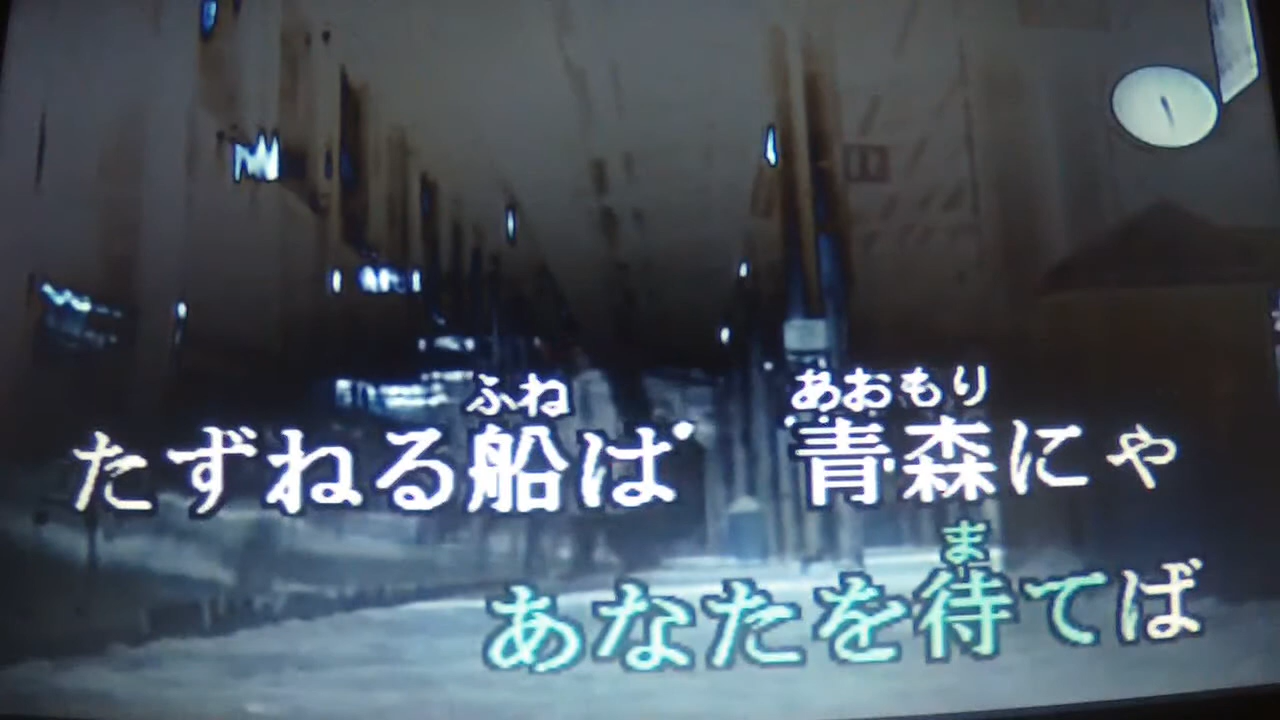 ふね あおもり
たずねる船は 青森にゃ
ま
あなたを待てば